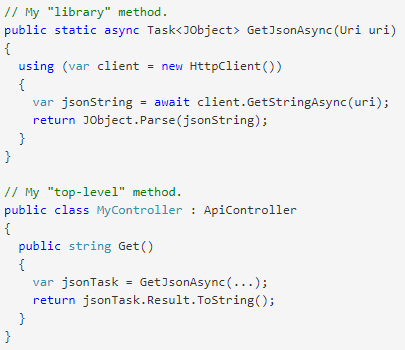 // My "library" method.
public static async Task<JObject> GetJsonAsync(Uri uri)
{
  using (var client = new HttpClient())
  {
    var jsonString = await client.GetStringAsync(uri);
    return JObject.Parse(jsonString);
  }
}

// My "top-level" method.
public class MyController : ApiController
{
  public string Get()
  {
    var jsonTask = GetJsonAsync(...);
    return jsonTask.Result.ToString();
  }
}